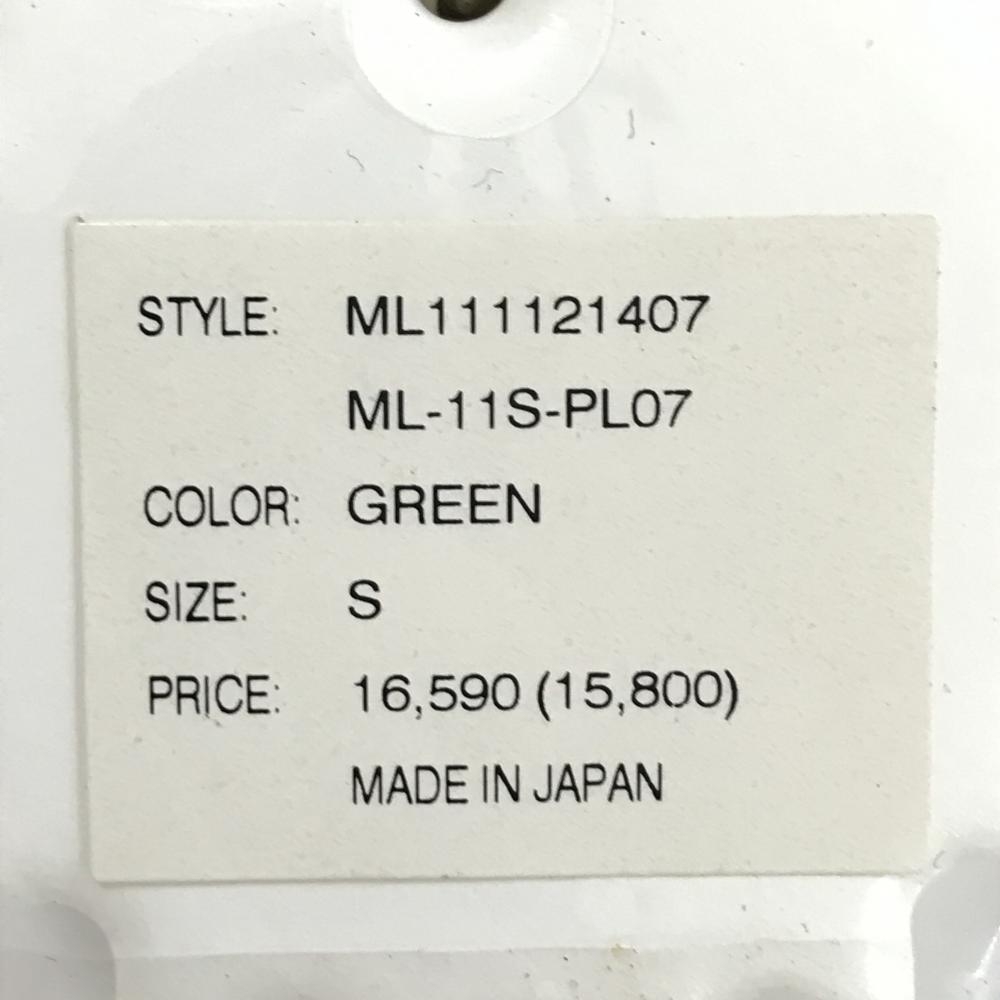 STYLE: ML111121407
ML-11S-PL07
COLOR: GREEN
SIZE: S
PRICE: 16,590 (15,800)
MADE IN JAPAN